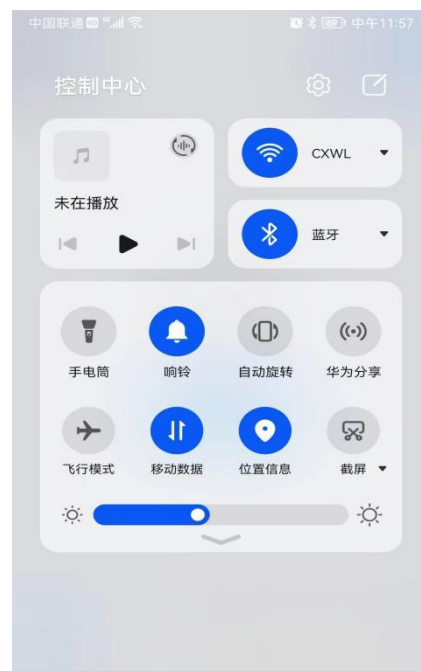 中国联通 中午11:57
控制中心
CXWL
未在播放
蓝牙
手电筒 响铃 自动旋转 华为分享
飞行模式 移动数据 位置信息 截屏